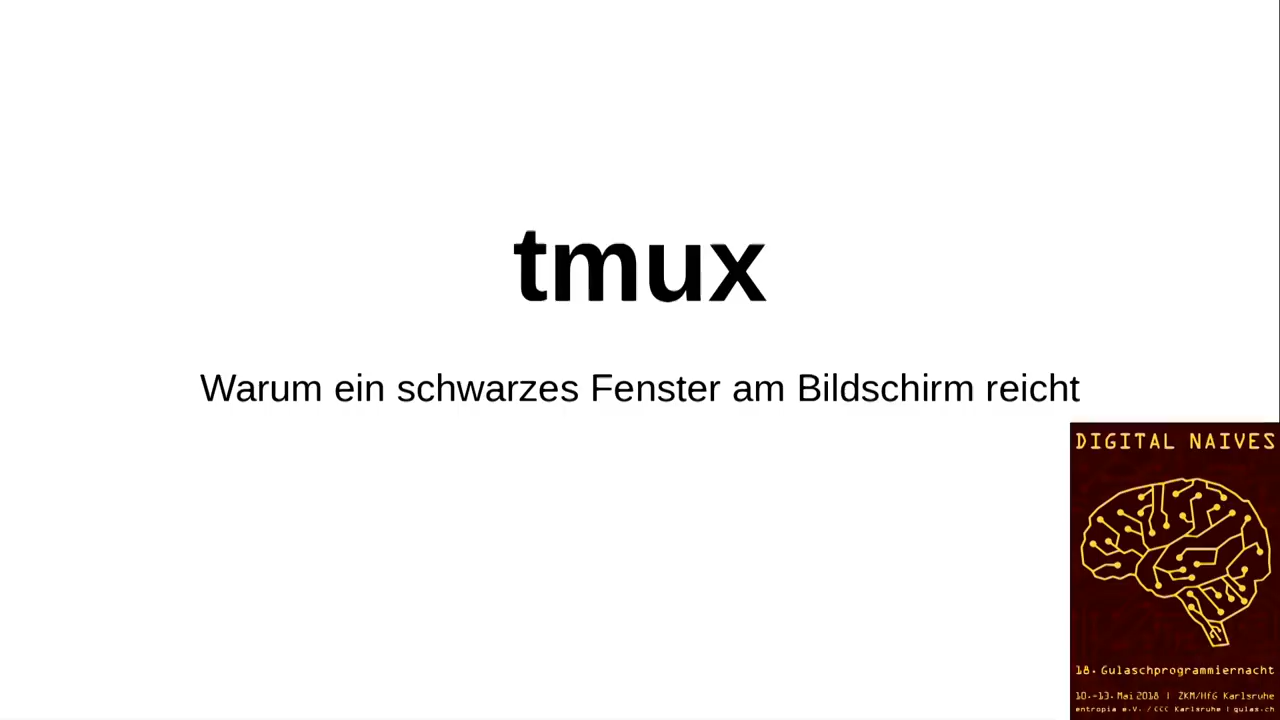 tmux
Warum ein schwarzes Fenster am Bildschirm reicht
DIGITAL NAIVES
18. Gulaschprogrammiernacht
10.-13. Mai 2018 | ZKM/HfG Karlsruhe
entropia e.V. / CCC Karlsruhe | gulas.ch